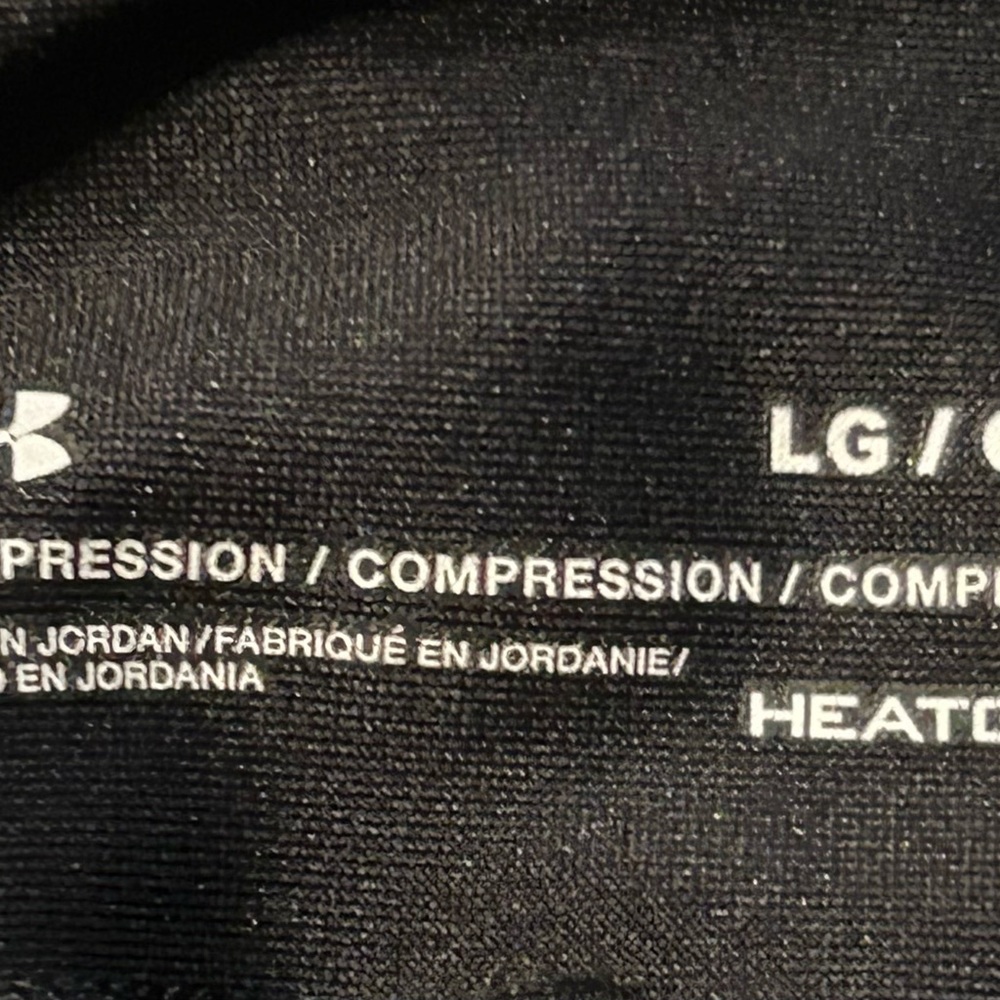 LG /
PRESSION / COMPRESSION / COMP
N JORDAN/FABRIQUÉ EN JORDANIE/
EN JORDANIA
HEAT